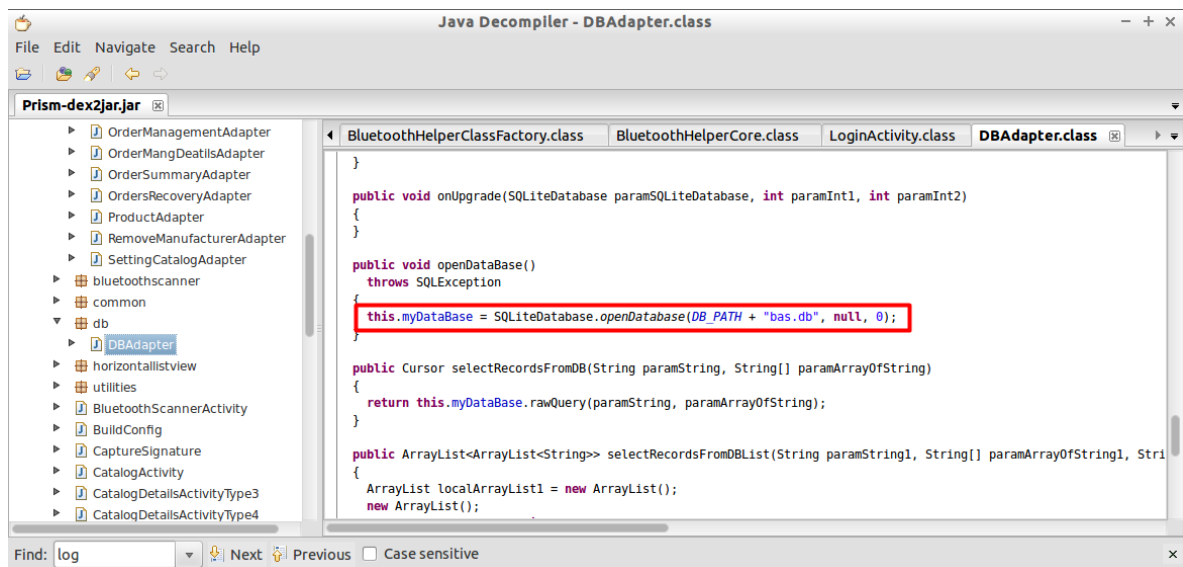 Java Decompiler - DBAdapter.class
File Edit Navigate Search Help
Prism-dex2jar.jar
OrderManagementAdapter
OrderMangDeatilsAdapter
OrderSummaryAdapter
OrdersRecoveryAdapter
ProductAdapter
RemoveManufacturerAdapter
SettingCatalogAdapter
bluetoothscanner
common
db
DBAdapter
horizontallistview
utilities
BluetoothScannerActivity
BuildConfig
CaptureSignature
CatalogActivity
CatalogDetailsActivityType3
CatalogDetailsActivityType4
BluetoothHelperClassFactory.class BluetoothHelperCore.class LoginActivity.class DBAdapter.class
}
public void onUpgrade(SQLiteDatabase paramSQLiteDatabase, int paramInt1, int paramInt2)
{
}
public void openDataBase()
throws SQLException
{
this.myDataBase = SQLiteDatabase.openDatabase(DB_PATH + "bas.db", null, 0);
}
public Cursor selectRecordsFromDB(String paramString, String[] paramArrayOfString)
{
return this.myDataBase.rawQuery(paramString, paramArrayOfString);
}
public ArrayList<ArrayList<String>> selectRecordsFromDBList(String paramString1, String[] paramArrayOfString1, Stri
{
ArrayList localArrayList1 = new ArrayList();
new ArrayList();
Find: log Next Previous Case sensitive